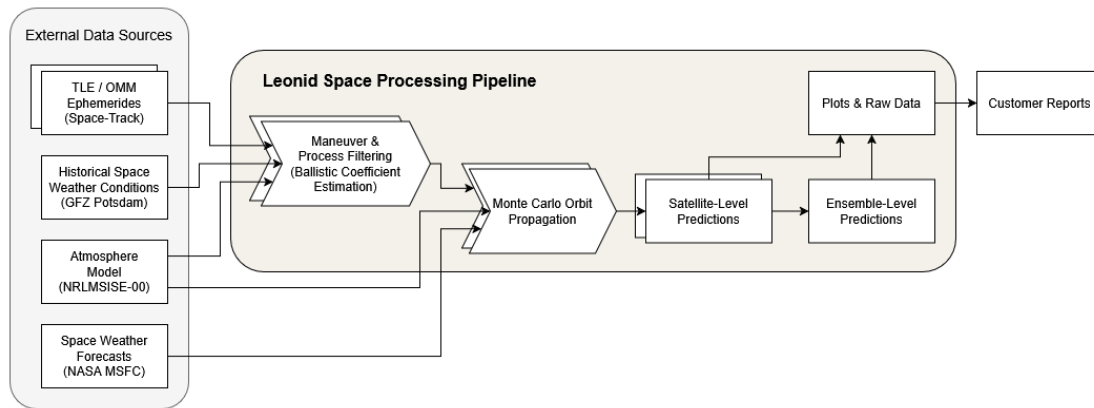 External Data Sources
TLE / OMM
Ephemerides
(Space-Track)
Historical Space
Weather Conditions
(GFZ Potsdam)
Atmosphere
Model
(NRLMSISE-00)
Space Weather
Forecasts
(NASA MSFC)
Leonid Space Processing Pipeline
Maneuver &
Process Filtering
(Ballistic Coefficient
Estimation)
Monte Carlo Orbit
Propagation
Satellite-Level
Predictions
Ensemble-Level
Predictions
Plots & Raw Data
Customer Reports